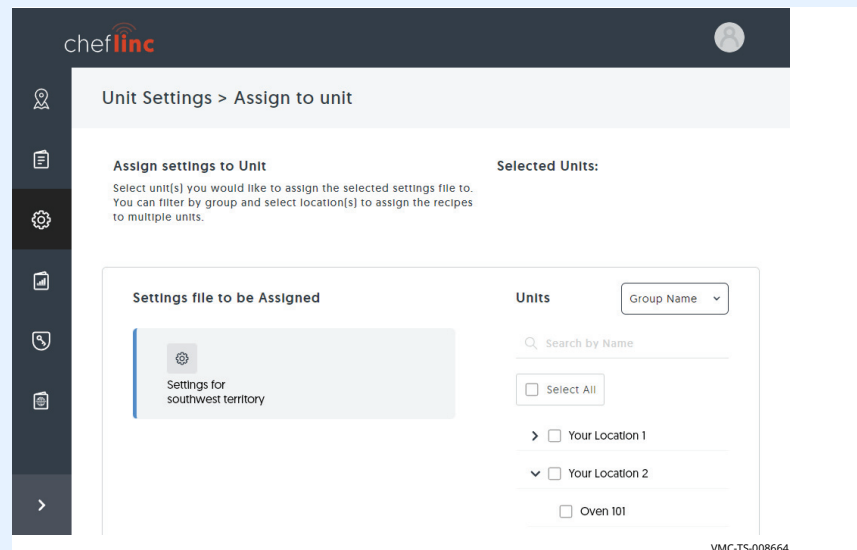 cheflinc
Unit Settings > Assign to unit
Assign settings to Unit
Select unit(s) you would like to assign the selected settings file to.
You can filter by group and select location(s) to assign the recipes
to multiple units.
Selected Units:
Settings file to be Assigned
Settings for
southwest territory
Units
Group Name
Search by Name
Select All
Your Location 1
Your Location 2
Oven 101
VMC-TS-008664